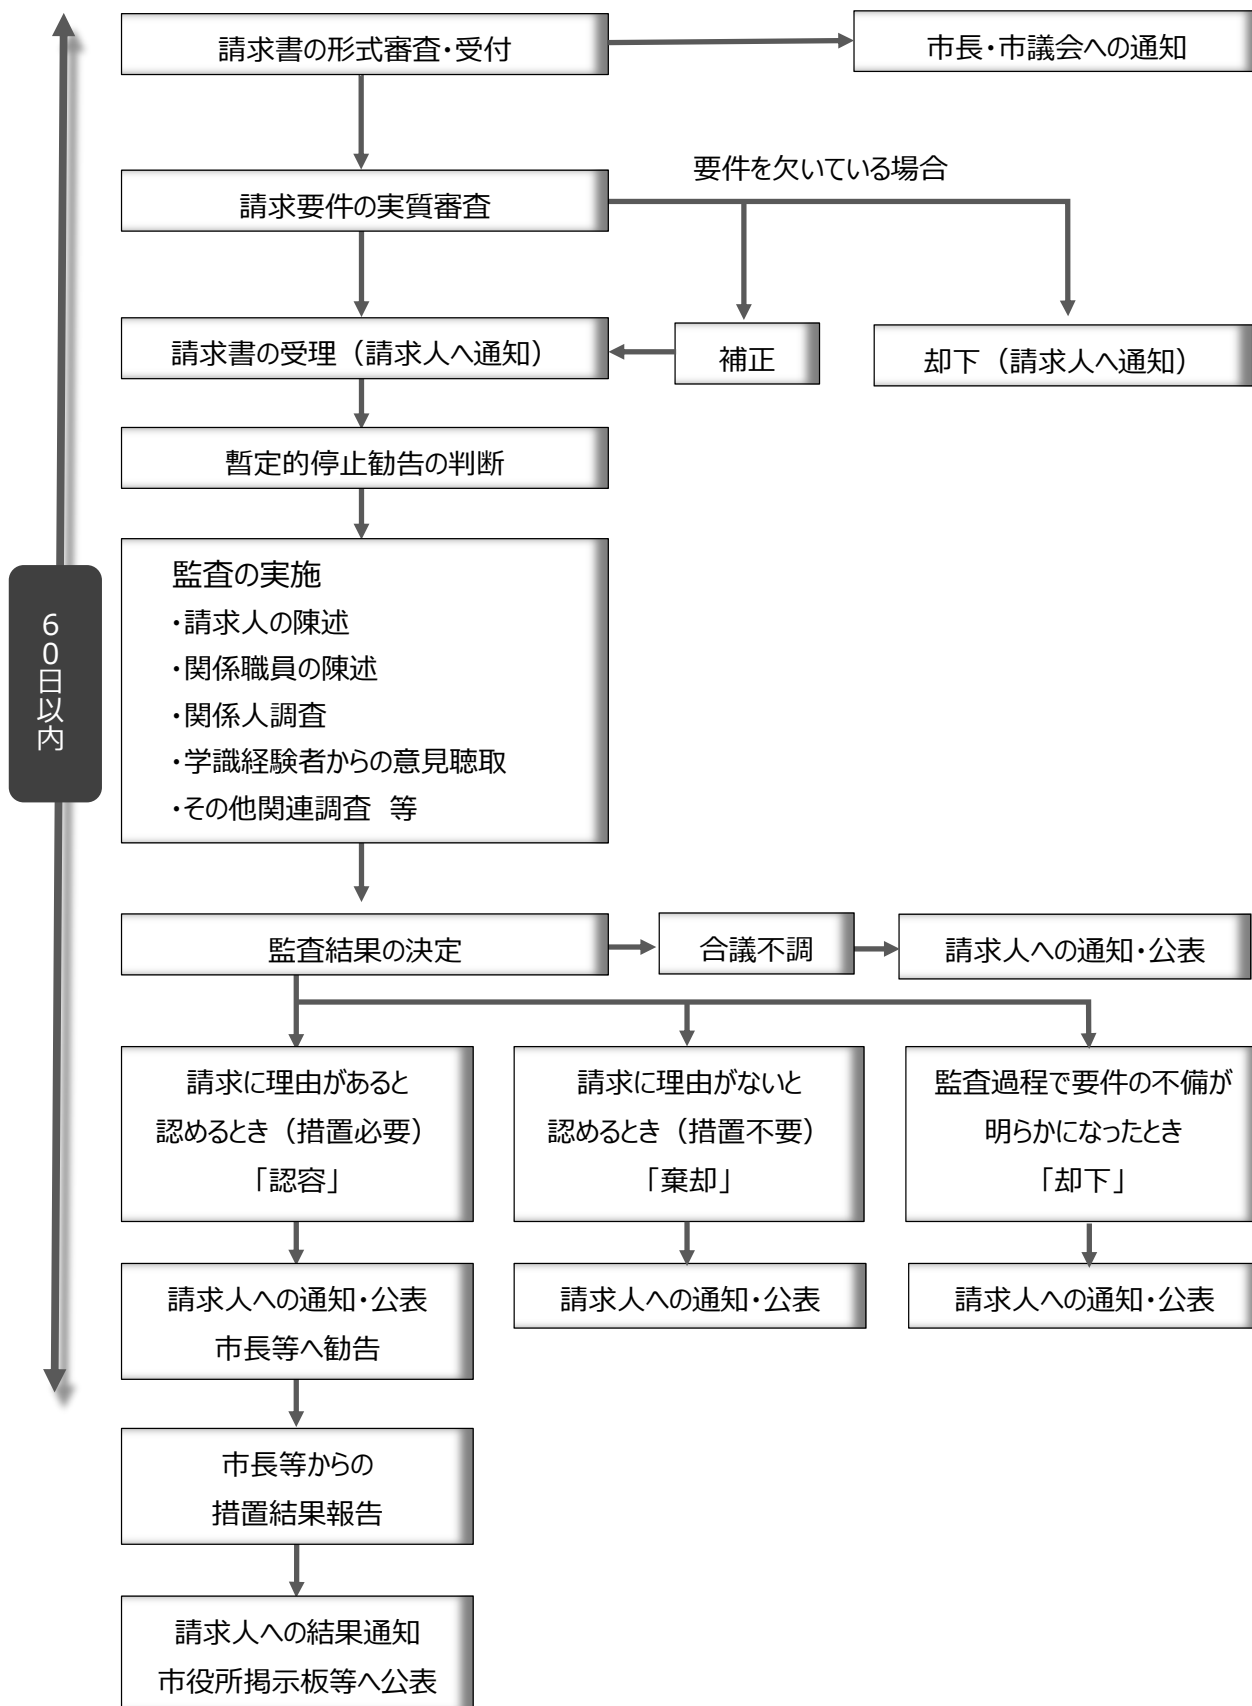 請求書の形式審査・受付
市長・市議会への通知
要件を欠いている場合
請求要件の実質審査
請求書の受理（請求人へ通知）
補正
却下（請求人へ通知）
暫定的停止勧告の判断
60日以内
監査の実施
・請求人の陳述
・関係職員の陳述
・関係人調査
・学識経験者からの意見聴取
・その他関連調査　等
監査結果の決定
合議不調
請求人への通知・公表
請求に理由があると
認めるとき（措置必要）
「認容」
請求に理由がないと
認めるとき（措置不要）
「棄却」
監査過程で要件の不備が
明らかになったとき
「却下」
請求人への通知・公表
市長等へ勧告
請求人への通知・公表
請求人への通知・公表
市長等からの
措置結果報告
請求人への結果通知
市役所掲示板等へ公表